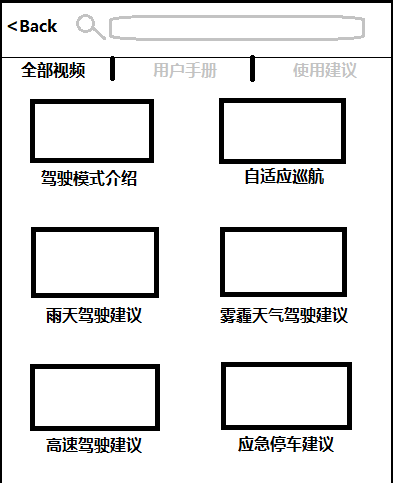 <Back
全部视频 用户手册 使用建议
驾驶模式介绍 自适应巡航
雨天驾驶建议 雾霾天气驾驶建议
高速驾驶建议 应急停车建议